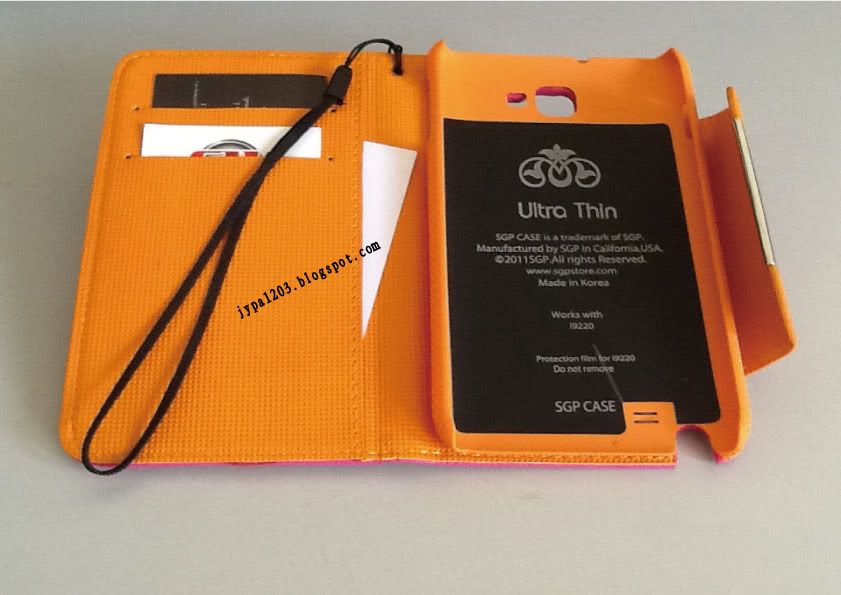 jypa1203.blogspot.com
Ultra Thin
SGP CASE is a trademark of SGP.
Manufactured by SGP in California,USA.
©2011SGP.All rights Reserved.
www.sgpstore.com
Made in Korea
Works with
I9220
Protection film for I9220
Do not remove
SGP CASE